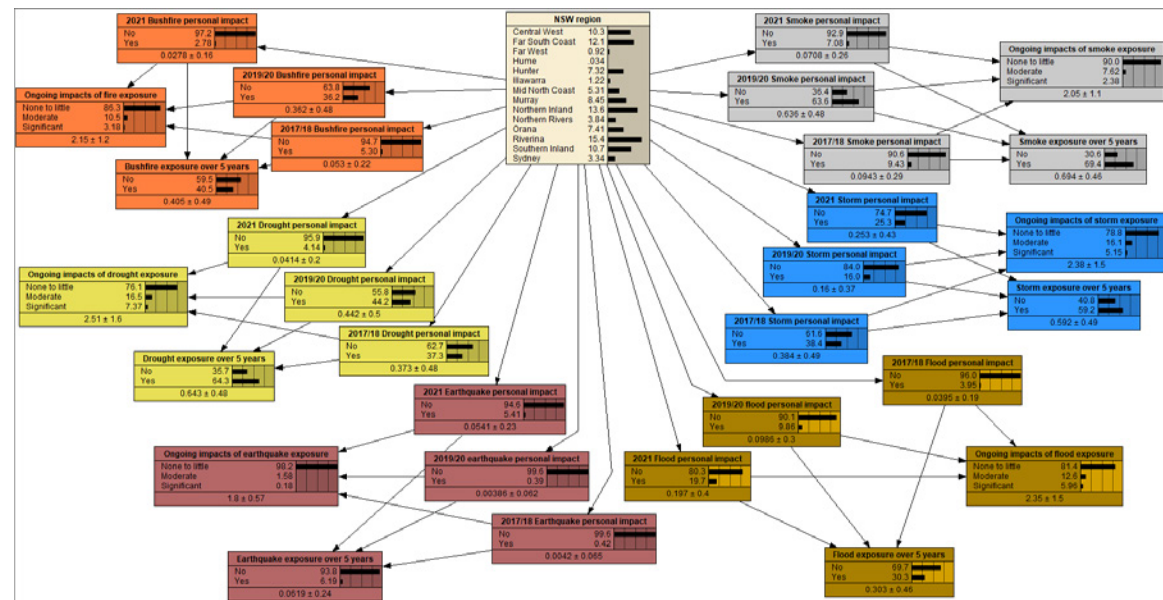 NSW region
Central West 10.3
Far South Coast 12.1
Far West 0.92
Hume .034
Hunter 7.32
Illawarra 1.22
Mid North Coast 5.31
Murray 8.45
Northern Inland 13.6
Northern Rivers 3.84
Orana 7.41
Riverina 15.4
Southern Inland 10.7
Sydney 3.34
2021 Bushfire personal impact
No 97.2
Yes 2.78
0.0278 ± 0.16
2019/20 Bushfire personal impact
No 63.8
Yes 36.2
0.362 ± 0.48
Ongoing impacts of fire exposure
None to little 86.3
Moderate 10.5
Significant 3.18
2.15 ± 1.2
2017/18 Bushfire personal impact
No 94.7
Yes 5.30
0.053 ± 0.22
Bushfire exposure over 5 years
No 59.5
Yes 40.5
0.405 ± 0.49
2021 Smoke personal impact
No 92.9
Yes 7.08
0.0708 ± 0.26
Ongoing impacts of smoke exposure
None to little 90.0
Moderate 7.62
Significant 2.38
2.05 ± 1.1
2019/20 Smoke personal impact
No 36.4
Yes 63.6
0.636 ± 0.48
2017/18 Smoke personal impact
No 90.6
Yes 9.43
0.0943 ± 0.29
Smoke exposure over 5 years
No 30.6
Yes 69.4
0.694 ± 0.46
2021 Drought personal impact
No 95.9
Yes 4.14
0.0414 ± 0.2
Ongoing impacts of drought exposure
None to little 76.1
Moderate 16.5
Significant 7.37
2.51 ± 1.6
2019/20 Drought personal impact
No 55.8
Yes 44.2
0.442 ± 0.5
2017/18 Drought personal impact
No 62.7
Yes 37.3
0.373 ± 0.48
Drought exposure over 5 years
No 35.7
Yes 64.3
0.643 ± 0.48
2021 Storm personal impact
No 74.7
Yes 25.3
0.253 ± 0.43
Ongoing impacts of storm exposure
None to little 78.8
Moderate 16.1
Significant 5.15
2.38 ± 1.5
2019/20 Storm personal impact
No 84.0
Yes 16.0
0.16 ± 0.37
Storm exposure over 5 years
No 40.8
Yes 59.2
0.592 ± 0.49
2017/18 Storm personal impact
No 61.6
Yes 38.4
0.384 ± 0.49
2021 Earthquake personal impact
No 94.6
Yes 5.41
0.0541 ± 0.23
Ongoing impacts of earthquake exposure
None to little 98.2
Moderate 1.58
Significant 0.18
1.8 ± 0.57
2019/20 earthquake personal impact
No 99.6
Yes 0.39
0.00386 ± 0.062
2017/18 Earthquake personal impact
No 99.6
Yes 0.42
0.0042 ± 0.065
Earthquake exposure over 5 years
No 93.8
Yes 6.19
0.0619 ± 0.24
2017/18 Flood personal impact
No 96.0
Yes 3.95
0.0395 ± 0.19
2019/20 flood personal impact
No 90.1
Yes 9.86
0.0986 ± 0.3
2021 Flood personal impact
No 80.3
Yes 19.7
0.197 ± 0.4
Ongoing impacts of flood exposure
None to little 81.4
Moderate 12.6
Significant 5.96
2.35 ± 1.5
Flood exposure over 5 years
No 69.7
Yes 30.3
0.303 ± 0.46